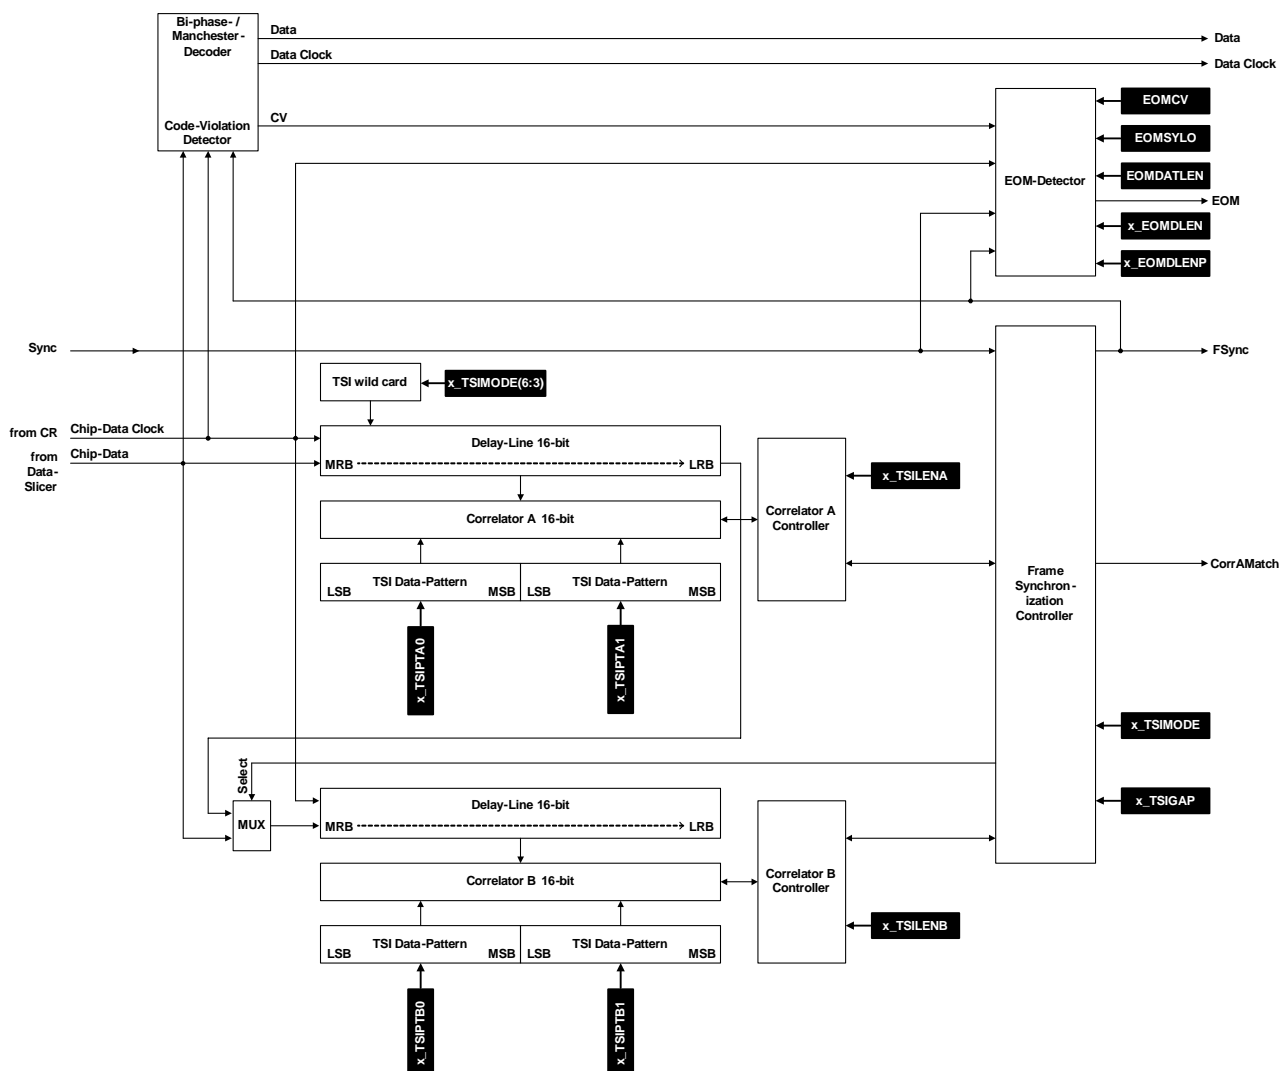 Bi-phase- /
Manchester-
Decoder
Data
Data
Data Clock
Data Clock
EOMCV
CV
Code-Violation
Detector
EOMSYLO
EOM-Detector
EOMDATLEN
EOM
x_EOMDLEN
x_EOMDLENP
Sync
FSync
TSI wild card
x_TSIMODE(6:3)
from CR
Chip-Data Clock
Delay-Line 16-bit
from
Data-
Slicer
Chip-Data
MRB
LRB
x_TSILENA
Correlator A 16-bit
Correlator A
Controller
Frame
Synchron-
ization
Controller
CorrAMatch
TSI Data-Pattern
LSB
MSB
TSI Data-Pattern
LSB
MSB
x_TSIPTA0
x_TSIPTA1
x_TSIMODE
Select
x_TSIGAP
MUX
Delay-Line 16-bit
MRB
LRB
Correlator B 16-bit
Correlator B
Controller
x_TSILENB
TSI Data-Pattern
LSB
MSB
TSI Data-Pattern
LSB
MSB
x_TSIPTB0
x_TSIPTB1